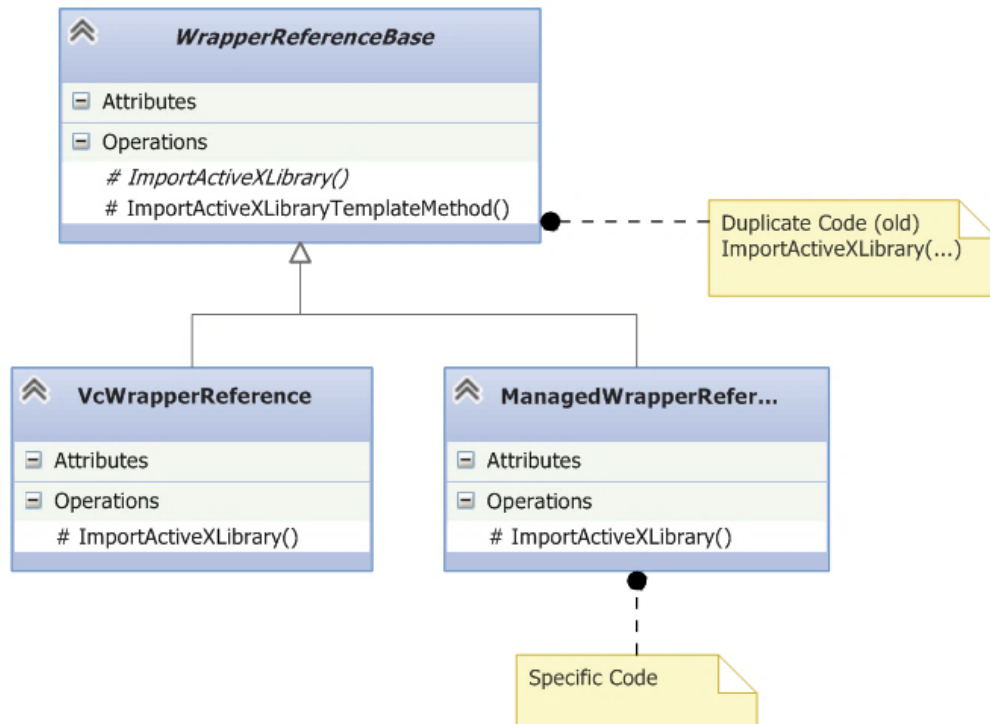 WrapperReferenceBase
Attributes
Operations
# ImportActiveXLibrary()
# ImportActiveXLibraryTemplateMethod()
Duplicate Code (old)
ImportActiveXLibrary(...)
VcWrapperReference
Attributes
Operations
# ImportActiveXLibrary()
ManagedWrapperRefer...
Attributes
Operations
# ImportActiveXLibrary()
Specific Code